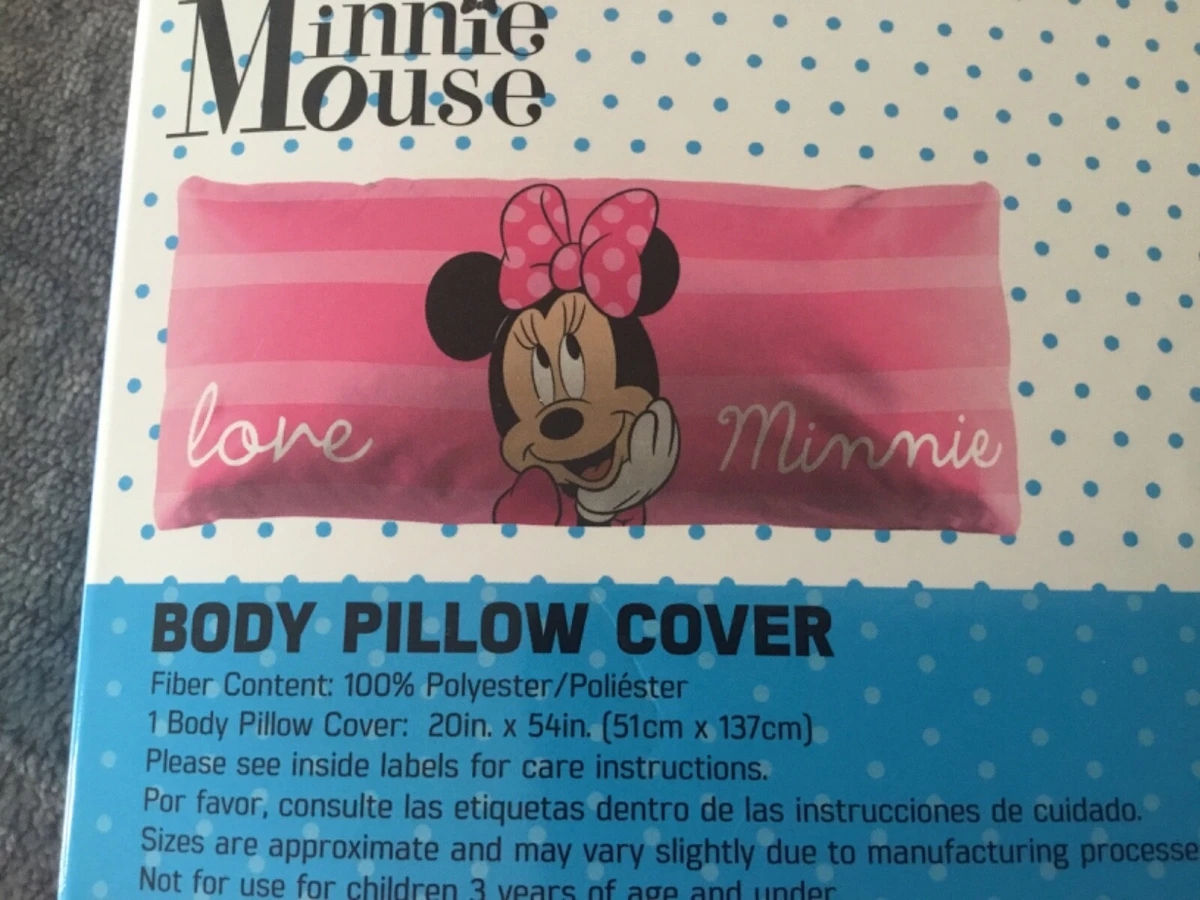 Minnie
Mouse
love Minnie
BODY PILLOW COVER
Fiber Content: 100% Polyester/Poliéster
1 Body Pillow Cover: 20in. x 54in. (51cm x 137cm)
Please see inside labels for care instructions.
Por favor, consulte las etiquetas dentro de las instrucciones de cuidado.
Sizes are approximate and may vary slightly due to manufacturing processe
Not for use for children 3 years of age and under